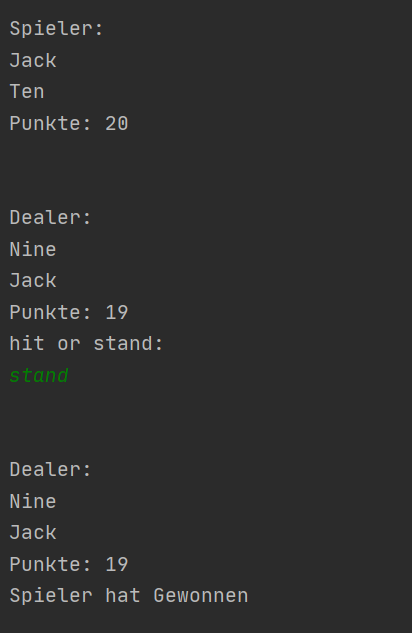 Spieler:
Jack
Ten
Punkte: 20
Dealer:
Nine
Jack
Punkte: 19
hit or stand:
stand
Dealer:
Nine
Jack
Punkte: 19
Spieler hat Gewonnen